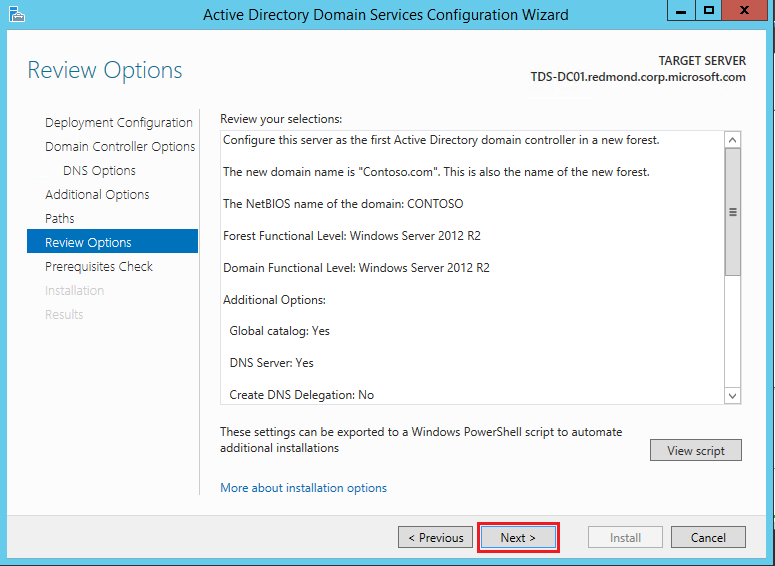 Active Directory Domain Services Configuration Wizard
Review Options
TARGET SERVER
TDS-DC01.redmond.corp.microsoft.com
Deployment Configuration
Domain Controller Options
DNS Options
Additional Options
Paths
Review Options
Prerequisites Check
Installation
Results
Review your selections:
Configure this server as the first Active Directory domain controller in a new forest.
The new domain name is "Contoso.com". This is also the name of the new forest.
The NetBIOS name of the domain: CONTOSO
Forest Functional Level: Windows Server 2012 R2
Domain Functional Level: Windows Server 2012 R2
Additional Options:
Global catalog: Yes
DNS Server: Yes
Create DNS Delegation: No
These settings can be exported to a Windows PowerShell script to automate
additional installations
View script
More about installation options
< Previous
Next >
Install
Cancel